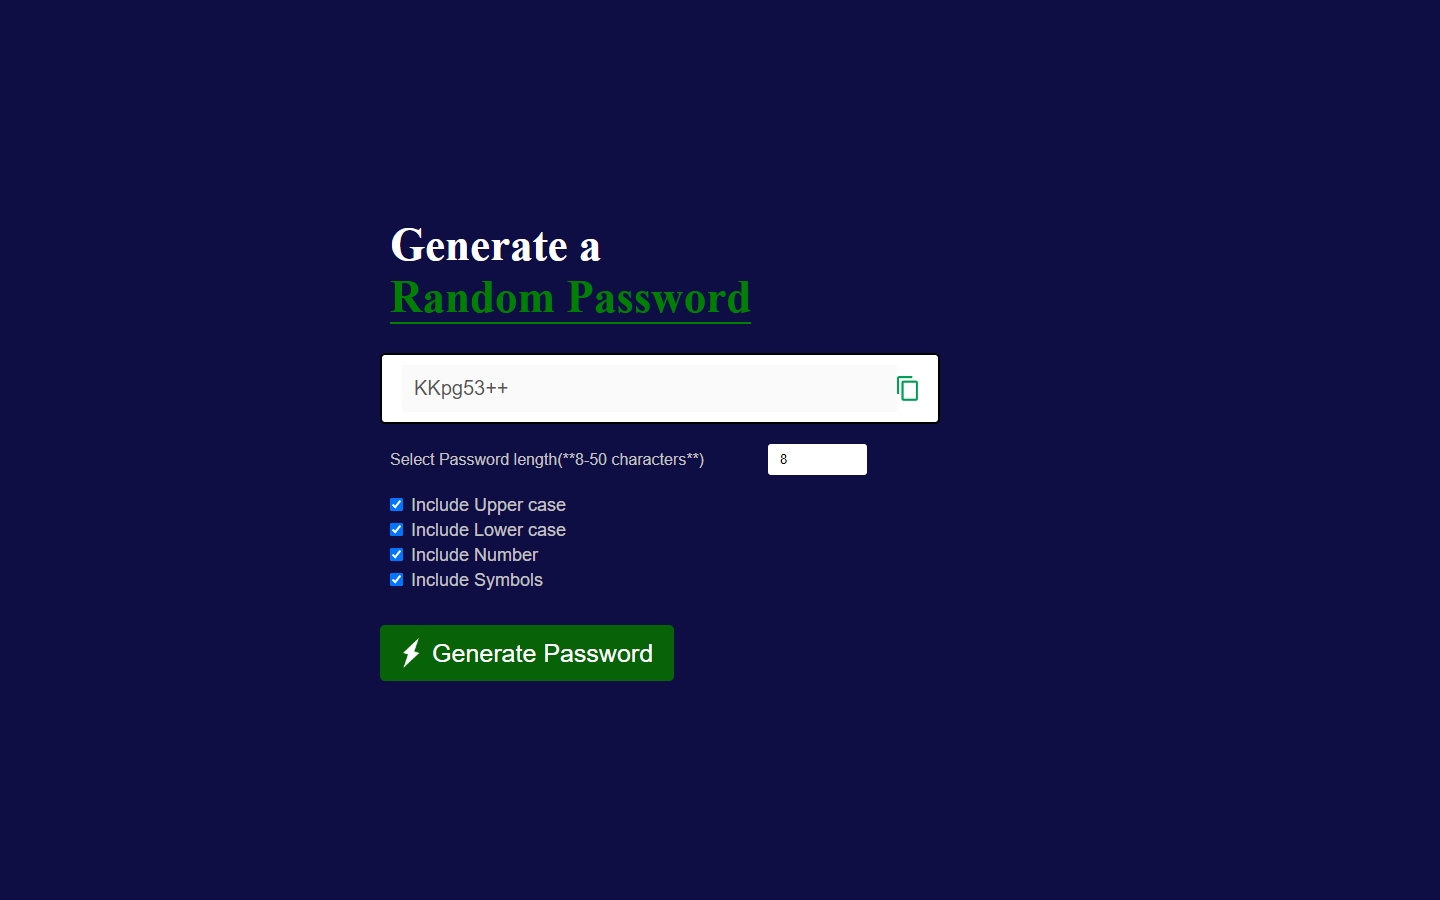 Generate a
Random Password
KKpg53++
Select Password length(**8-50 characters**) 8
Include Upper case
Include Lower case
Include Number
Include Symbols
Generate Password